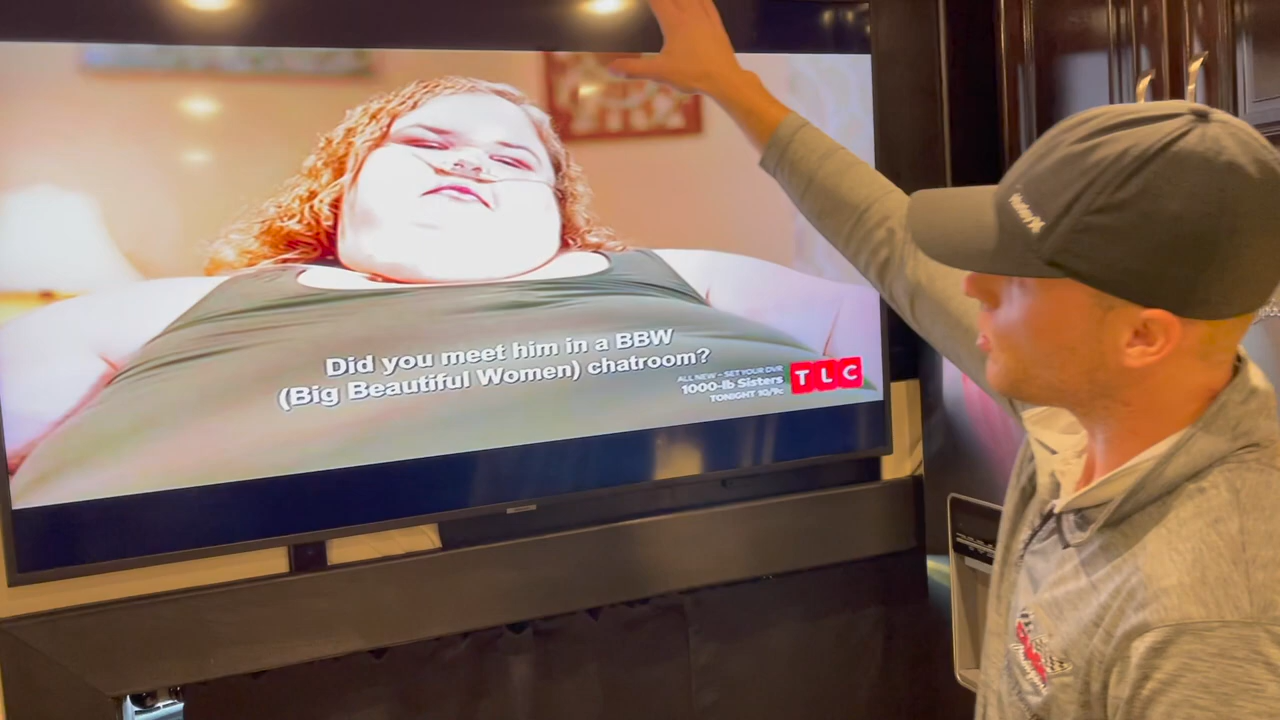 Did you meet him in a BBW
(Big Beautiful Women) chatroom?
ALL NEW - SET YOUR DVR
1000-lb Sisters
TONIGHT 10/9c
TLC